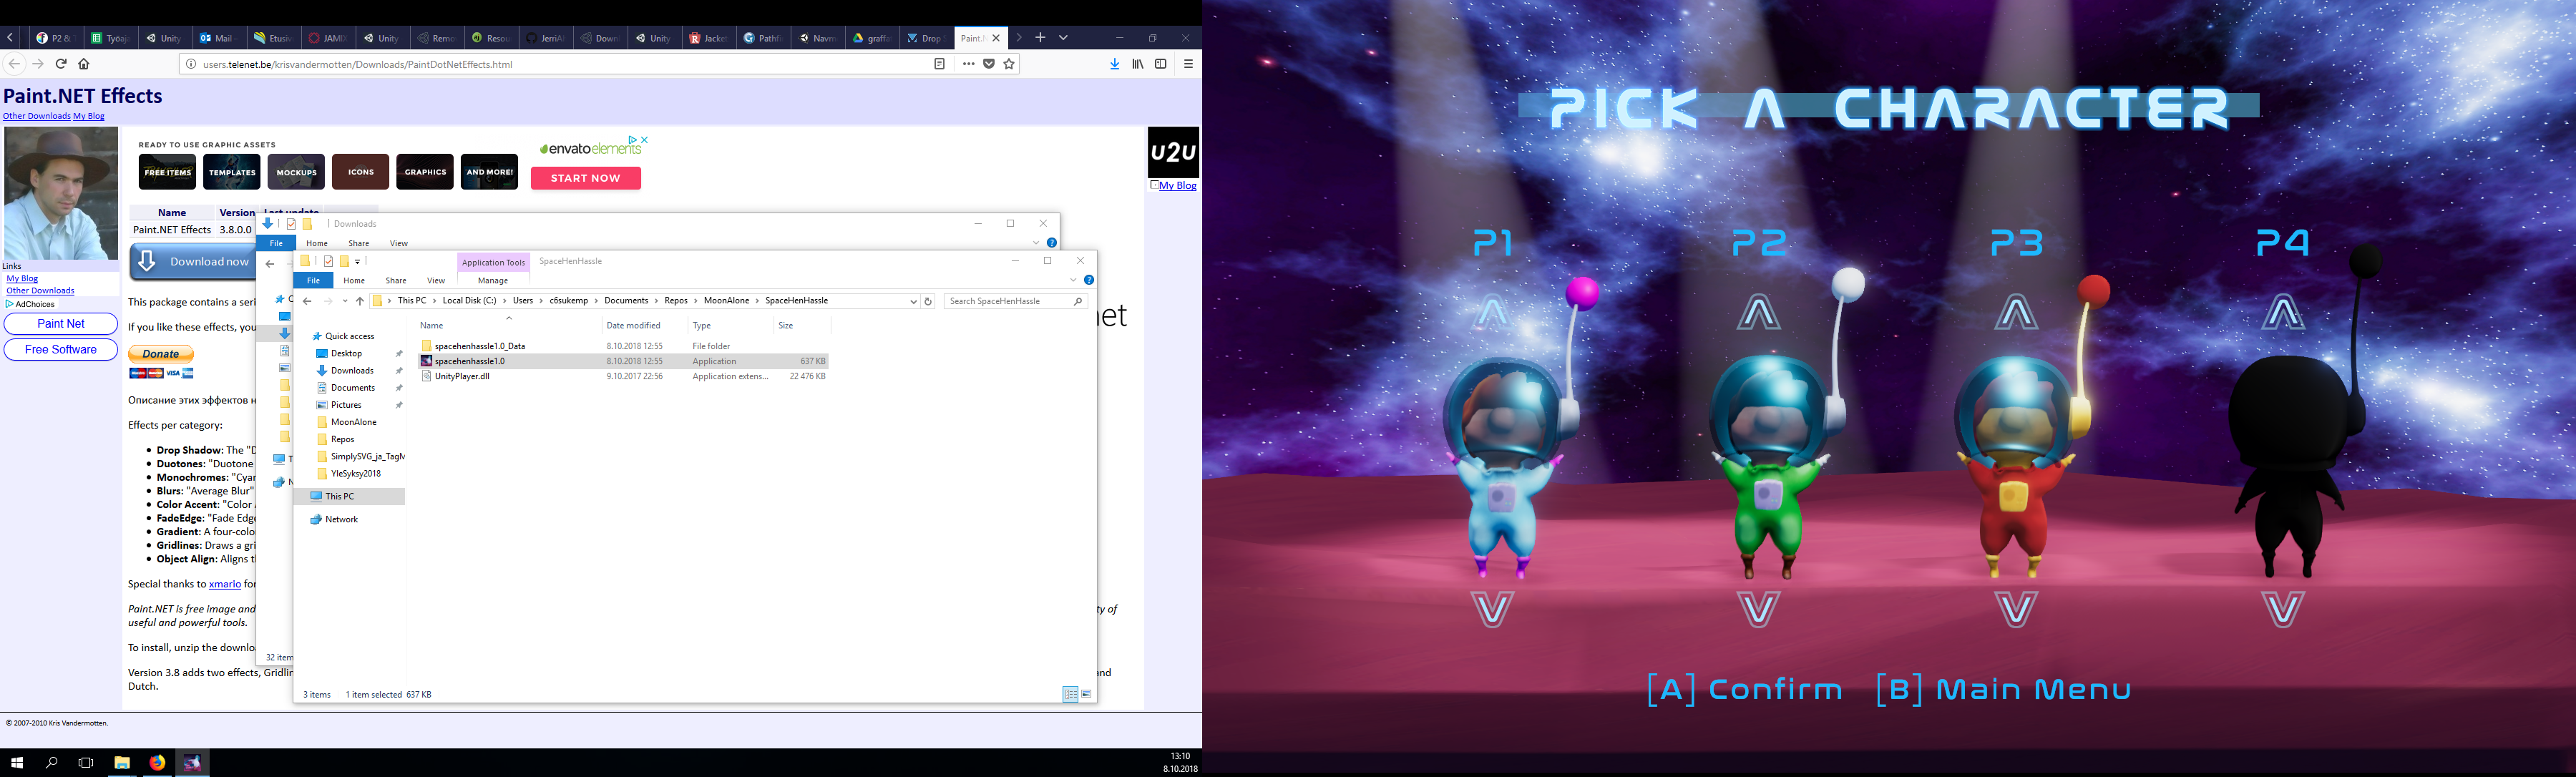 P2 &
Työaja
Unity
Mail -
Etusiv
JAMIX
Unity
Remo
Resou
JerriAl
Down
Unity
Jacket
Pathfi
Navm
graffa
Drop
Paint.N
users.telenet.be/krisvandermotten/Downloads/PaintDotNetEffects.html
Paint.NET Effects
Other Downloads My Blog
READY TO USE GRAPHIC ASSETS
FREE ITEMS
TEMPLATES
MOCKUPS
ICONS
GRAPHICS
AND MORE!
envatoelements
START NOW
u2u
My Blog
Name Version Last update
Paint.NET Effects 3.8.0.0
Download now
Links
My Blog
Other Downloads
AdChoices
Paint Net
Free Software
This package contains a seri
If you like these effects, you
Donate
VISA
Описание этих эффектов н
Effects per category:
Drop Shadow: The "D
Duotones: "Duotone
Monochromes: "Cyar
Blurs: "Average Blur"
Color Accent: "Color
FadeEdge: "Fade Edge
Gradient: A four-colo
Gridlines: Draws a gri
Object Align: Aligns t
Special thanks to xmario for
Paint.NET is free image and
ty of
useful and powerful tools.
To install, unzip the downlo
Version 3.8 adds two effects, Gridlin
and
Dutch.
© 2007-2010 Kris Vandermotten.
net
Downloads
File Home Share View
32 item
Application Tools
SpaceHenHassle
File Home Share View Manage
This PC > Local Disk (C:) > Users > c6sukemp > Documents > Repos > MoonAlone > SpaceHenHassle
Search SpaceHenHassle
Name Date modified Type Size
spacehenhassle1.0_Data 8.10.2018 12:55 File folder
spacehenhassle1.0 8.10.2018 12:55 Application 637 KB
UnityPlayer.dll 9.10.2017 22:56 Application extens... 22 476 KB
Quick access
Desktop
Downloads
Documents
Pictures
MoonAlone
Repos
SimplySVG_ja_TagM
YleSyksy2018
This PC
Network
3 items 1 item selected 637 KB
13:10
8.10.2018
PICK A CHARACTER
P1
P2
P3
P4
[A] Confirm [B] Main Menu